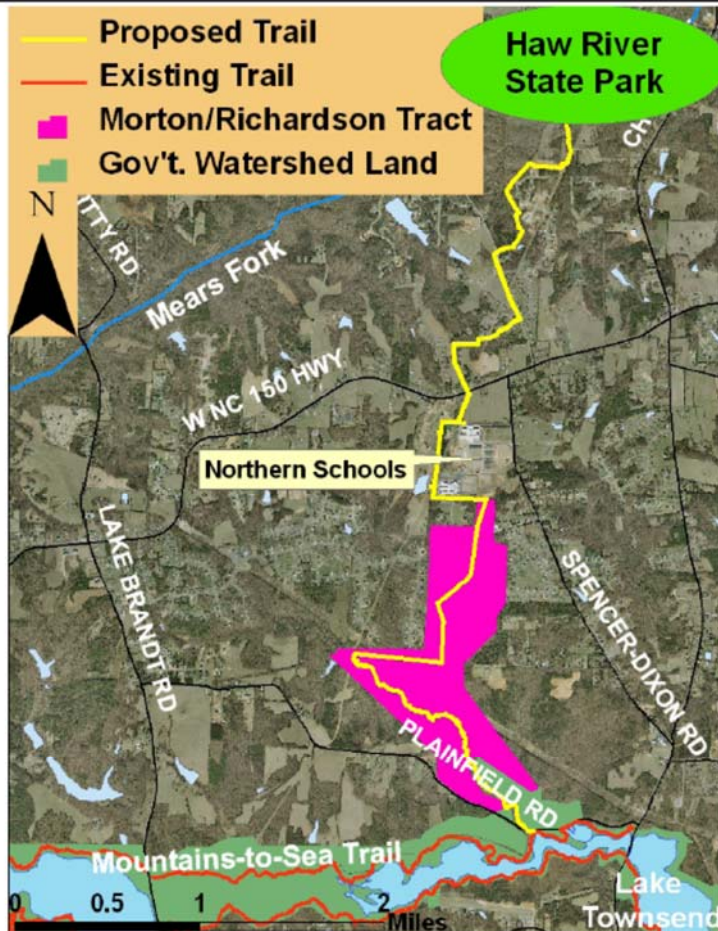 Proposed Trail
Existing Trail
Morton/Richardson Tract
Gov't. Watershed Land
Haw River
State Park
N
Mears Fork
W NC 150 HWY
Northern Schools
LAKE BRANDT RD
SPENCER-DIXON RD
PLAINFIELD RD
Mountains-to-Sea Trail
Lake
Townsend
0 0.5 1 2
Miles